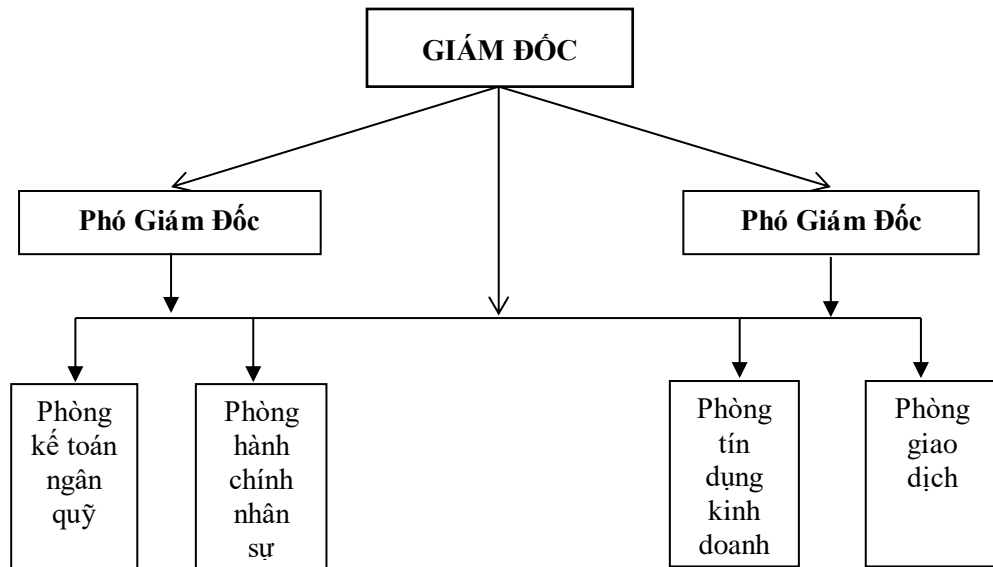 GIÁM ĐỐC
Phó Giám Đốc
Phó Giám Đốc
Phòng
kế toán
ngân
quỹ
Phòng
hành
chính
nhân
sự
Phòng
tín
dụng
kinh
doanh
Phòng
giao
dịch